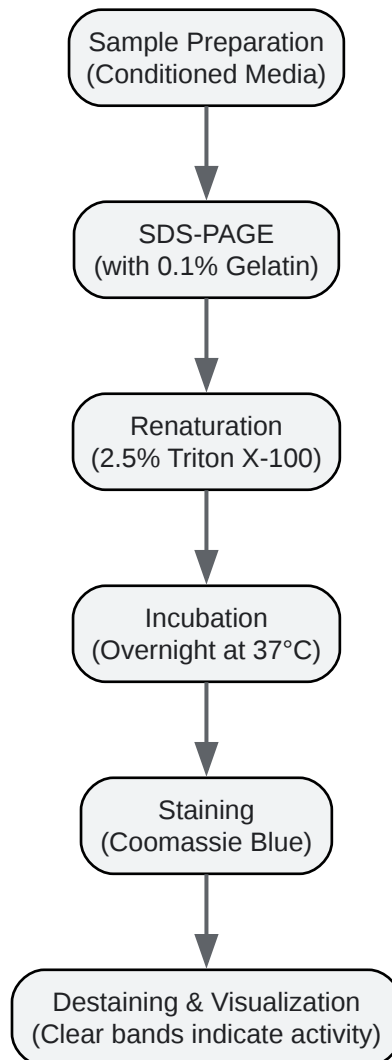 Sample Preparation
(Conditioned Media)
SDS-PAGE
(with 0.1% Gelatin)
Renaturation
(2.5% Triton X-100)
Incubation
(Overnight at 37°C)
Staining
(Coomassie Blue)
Destaining & Visualization
(Clear bands indicate activity)